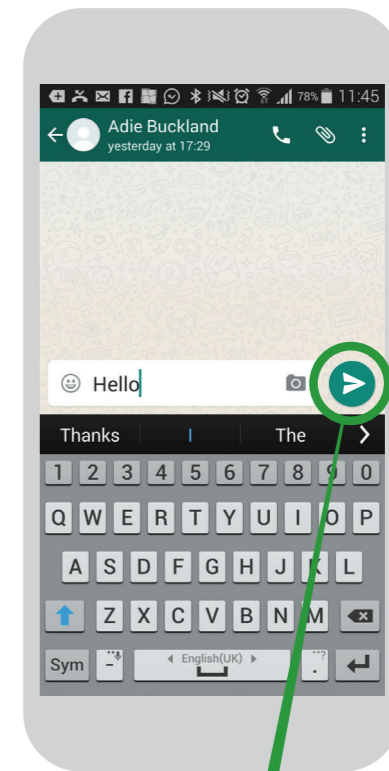 78% 11:45
Adie Buckland
yesterday at 17:29
Hello
Thanks I The
1 2 3 4 5 6 7 8 9 0
Q W E R T Y U I O P
A S D F G H J K L
Z X C V B N M
Sym - English(UK) . ?